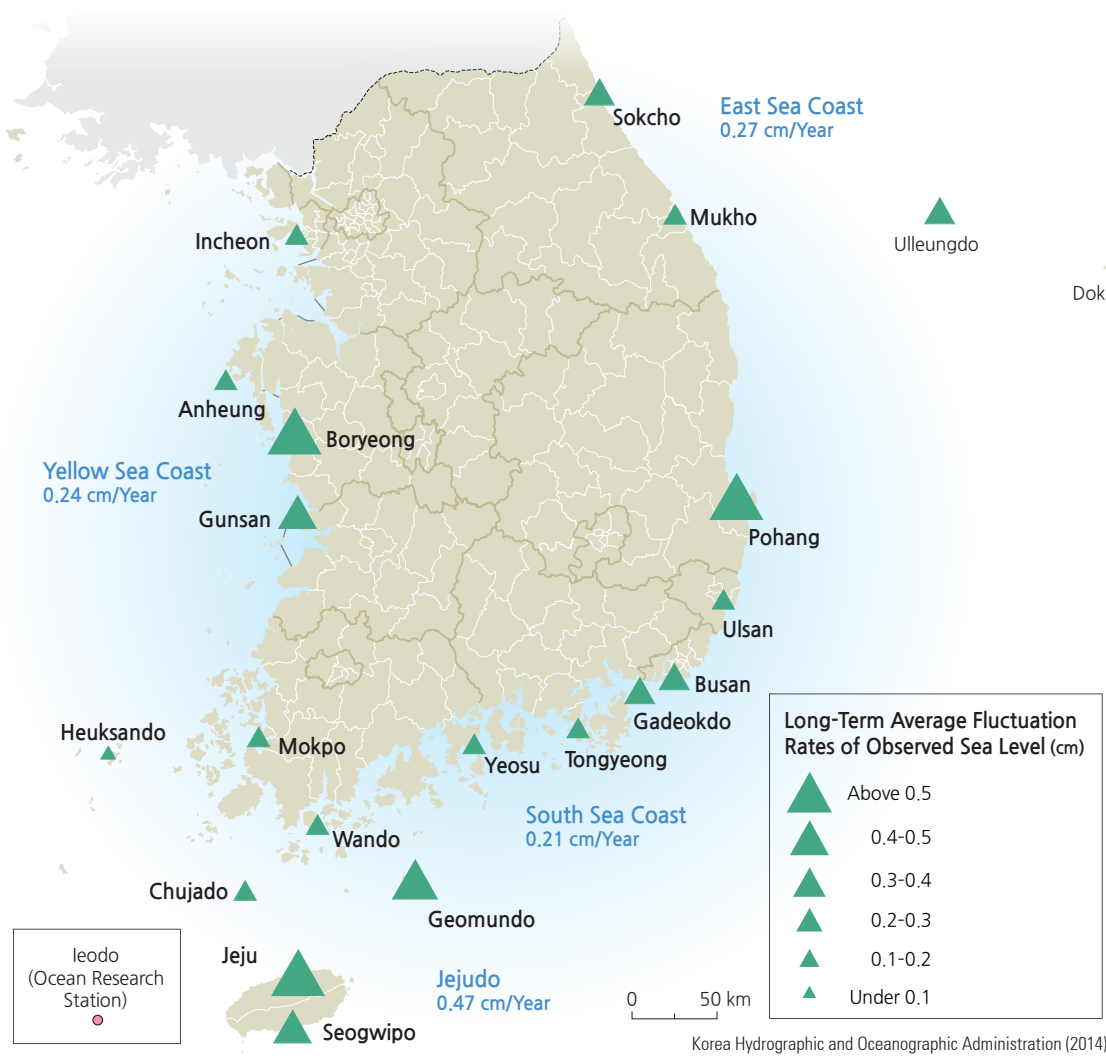 Sokcho
East Sea Coast
0.27 cm/Year
Mukho
Ulleungdo
Incheon
Dok
Anheung
Boryeong
Yellow Sea Coast
0.24 cm/Year
Gunsan
Pohang
Ulsan
Busan
Gadeokdo
Heuksando
Mokpo
Yeosu
Tongyeong
South Sea Coast
0.21 cm/Year
Wando
Chujado
Geomundo
Jeju
Jejudo
0.47 cm/Year
Seogwipo
Ieodo
(Ocean Research
Station)
0 50 km
Long-Term Average Fluctuation
Rates of Observed Sea Level (cm)
Above 0.5
0.4-0.5
0.3-0.4
0.2-0.3
0.1-0.2
Under 0.1
Korea Hydrographic and Oceanographic Administration (2014)